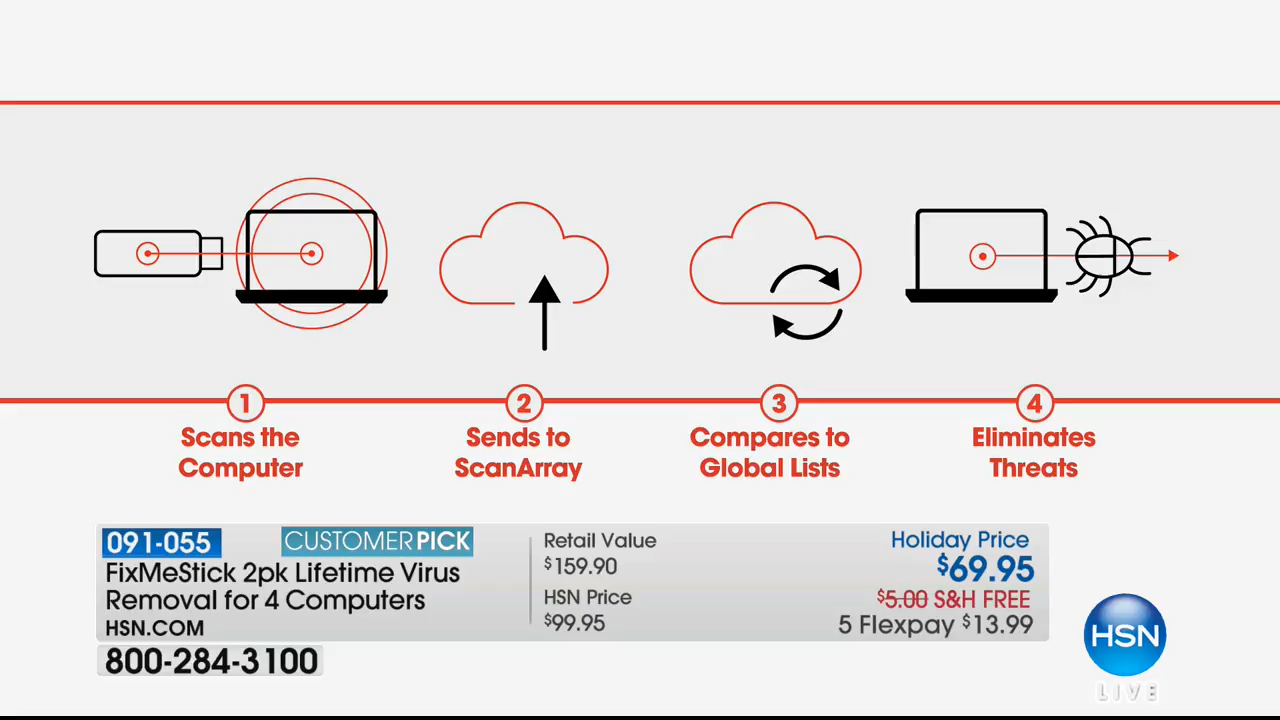 1
Scans the
Computer
2
Sends to
ScanArray
3
Compares to
Global Lists
4
Eliminates
Threats
091-055
CUSTOMERPICK
FixMeStick 2pk Lifetime Virus
Removal for 4 Computers
HSN.COM
800-284-3100
Retail Value
$159.90
HSN Price
$99.95
Holiday Price
$69.95
$5.00 S&H FREE
5 Flexpay $13.99
HSN
LIVE